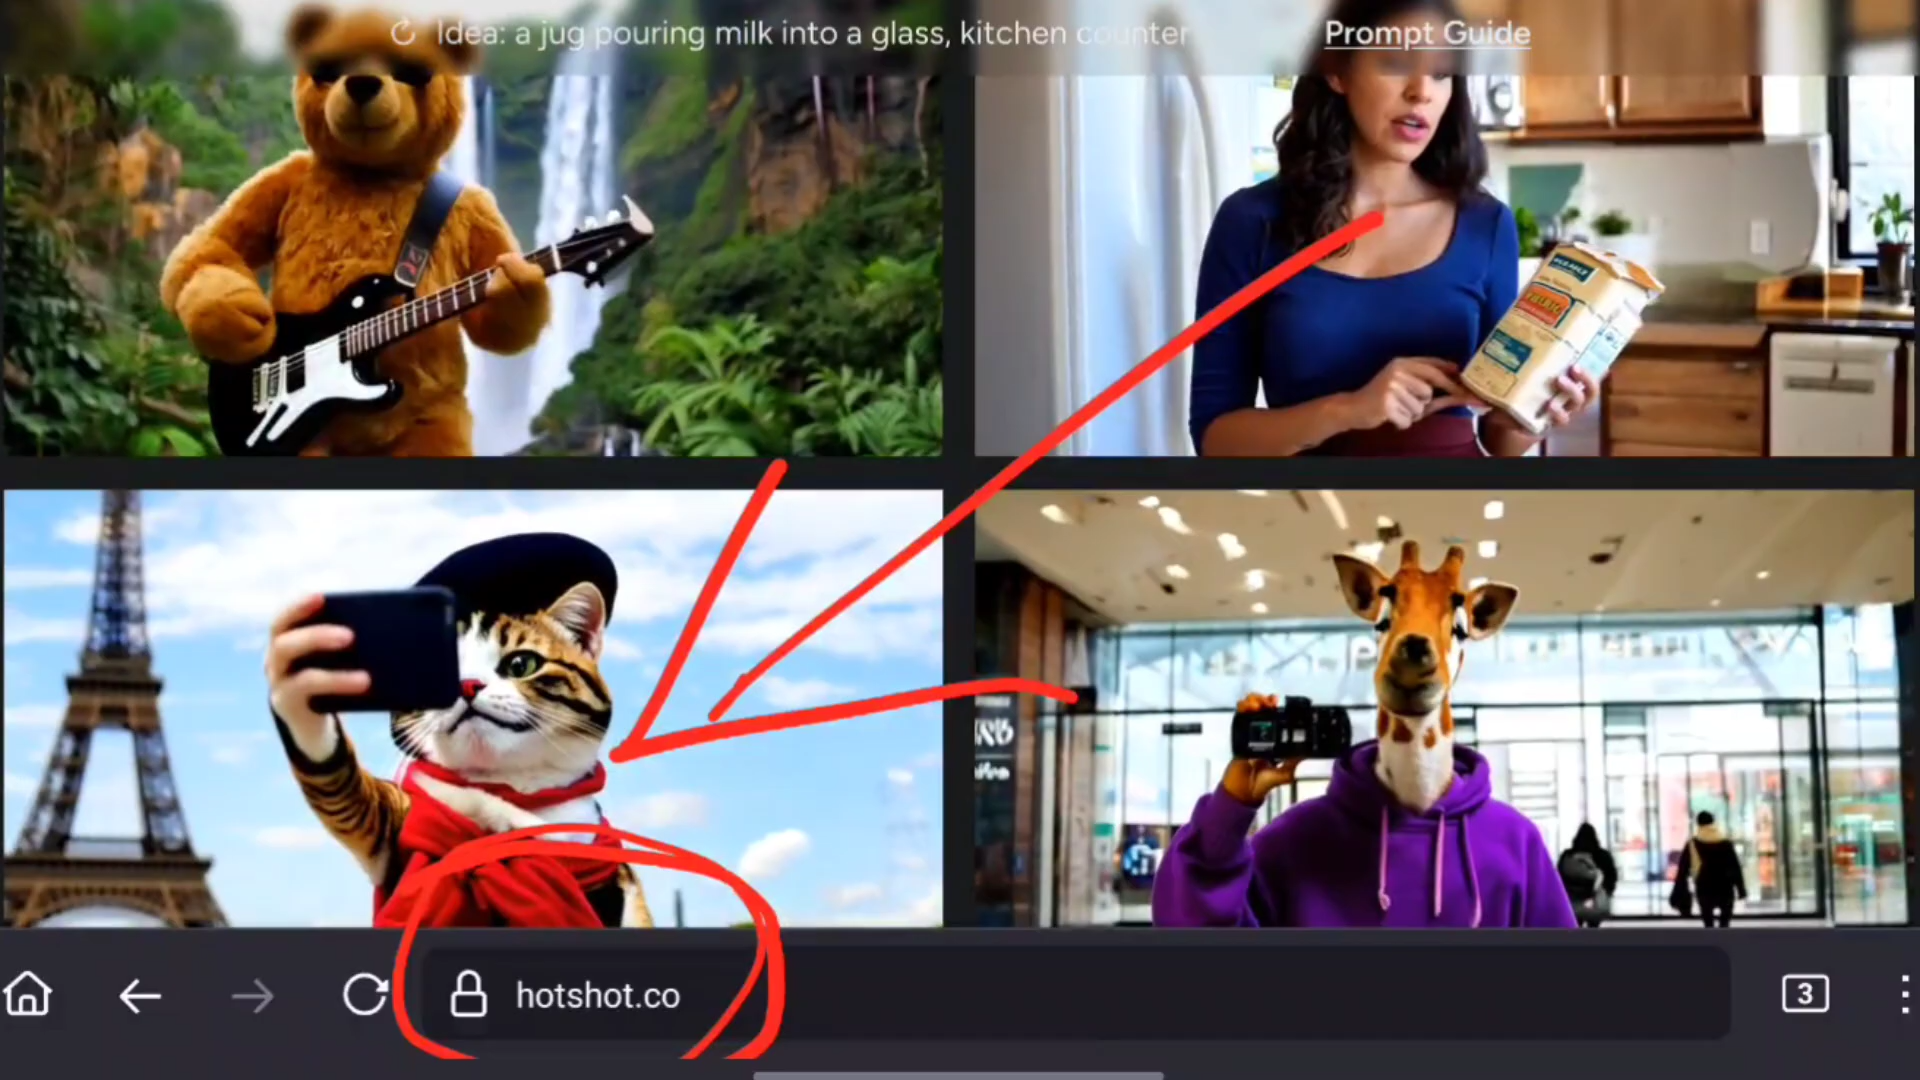 Idea: a jug pouring milk into a glass, kitchen counter
Prompt Guide
hotshot.co
3